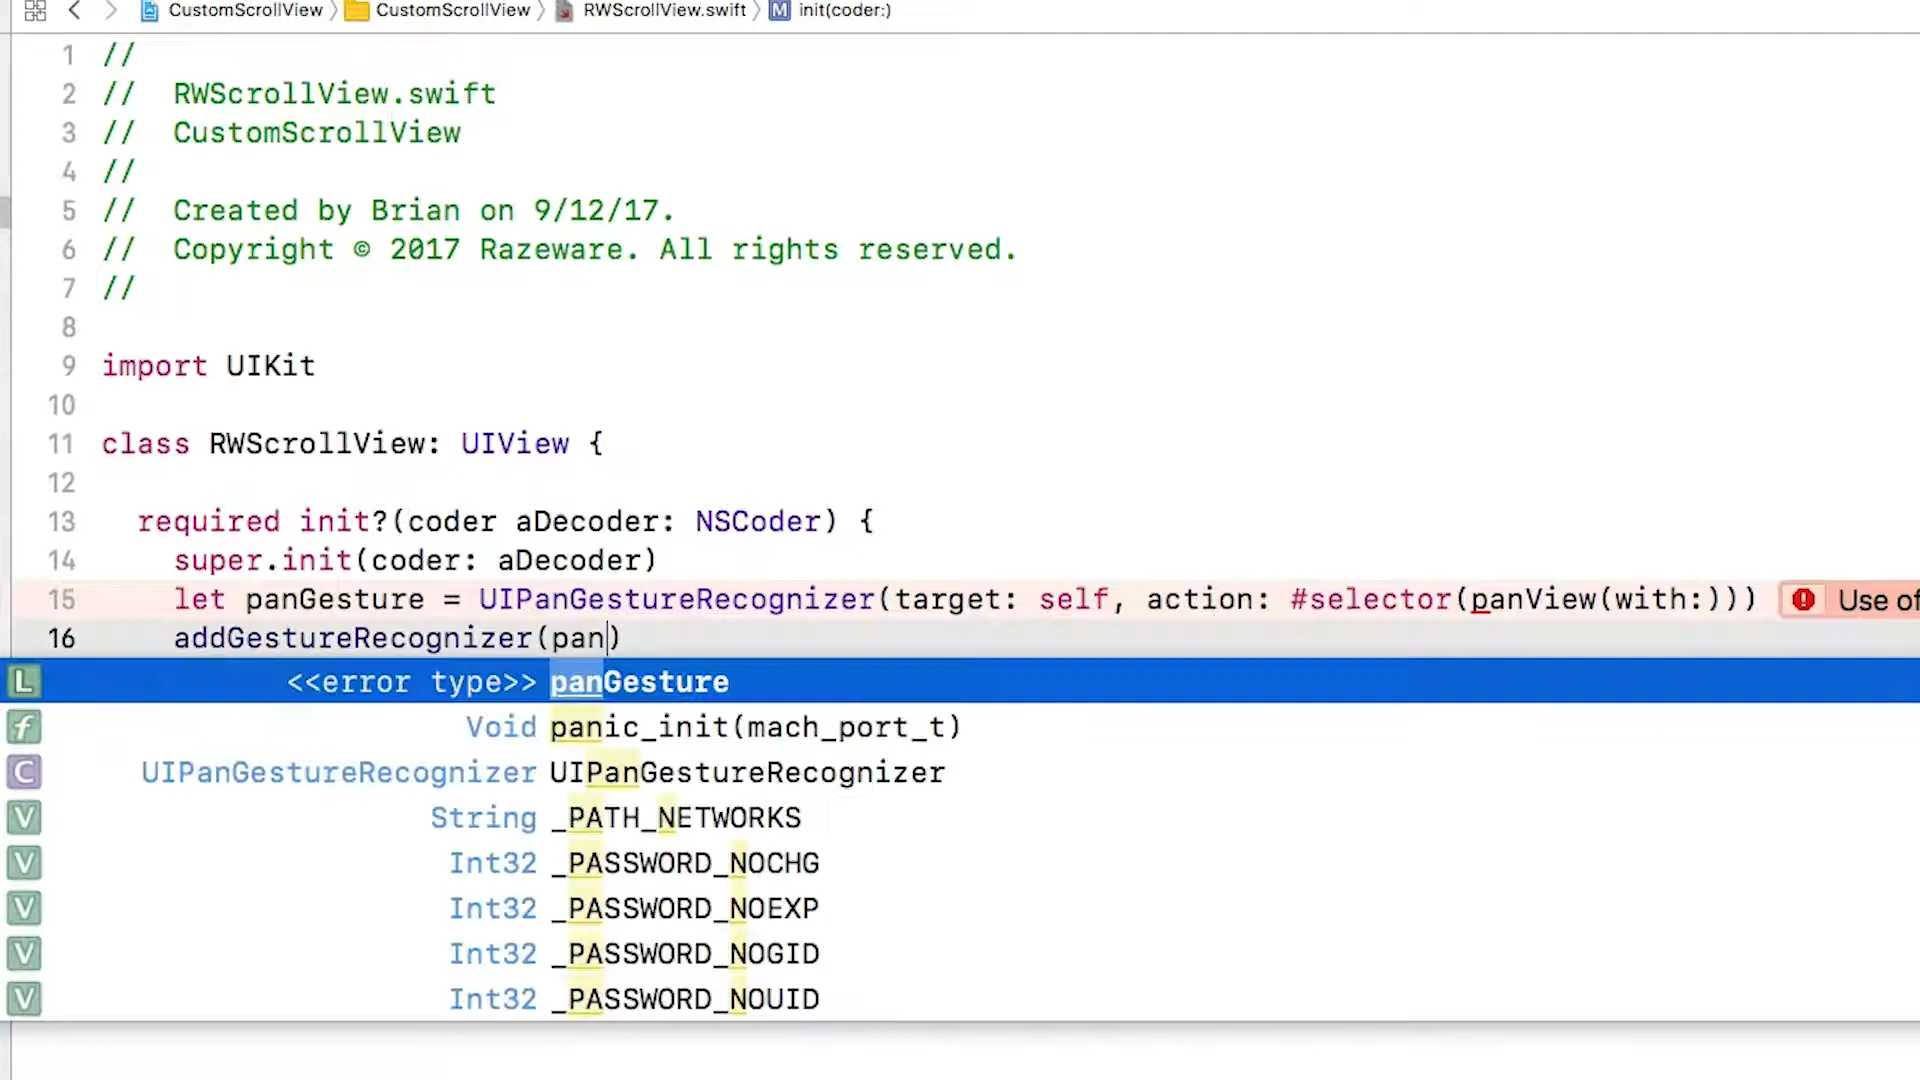 CustomScrollView CustomScrollView RWScrollView.swift M init(coder:)
1 //
2 //  RWScrollView.swift
3 //  CustomScrollView
4 //
5 //  Created by Brian on 9/12/17.
6 //  Copyright © 2017 Razeware. All rights reserved.
7 //
8
9 import UIKit
10
11 class RWScrollView: UIView {
12
13   required init?(coder aDecoder: NSCoder) {
14     super.init(coder: aDecoder)
15     let panGesture = UIPanGestureRecognizer(target: self, action: #selector(panView(with:))) Use of
16     addGestureRecognizer(pan)
L <<error type>> panGesture
f Void panic_init(mach_port_t)
C UIPanGestureRecognizer UIPanGestureRecognizer
V String _PATH_NETWORKS
V Int32 _PASSWORD_NOCHG
V Int32 _PASSWORD_NOEXP
V Int32 _PASSWORD_NOGID
V Int32 _PASSWORD_NOUID